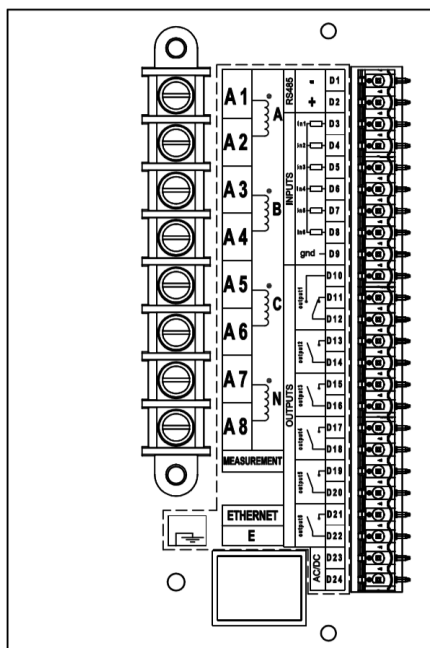 A1
A2
A
A3
A4
B
A5
A6
C
A7
A8
N
MEASUREMENT
ETHERNET
E
RS485
-
+
D1
D2
INPUTS
in1
D3
in2
D4
in3
D5
in4
D6
in5
D7
in6
D8
gnd
D9
OUTPUTS
output1
D10
D11
D12
output2
D13
D14
output3
D15
D16
output4
D17
D18
output5
D19
D20
output6
D21
D22
AC/DC
D23
D24